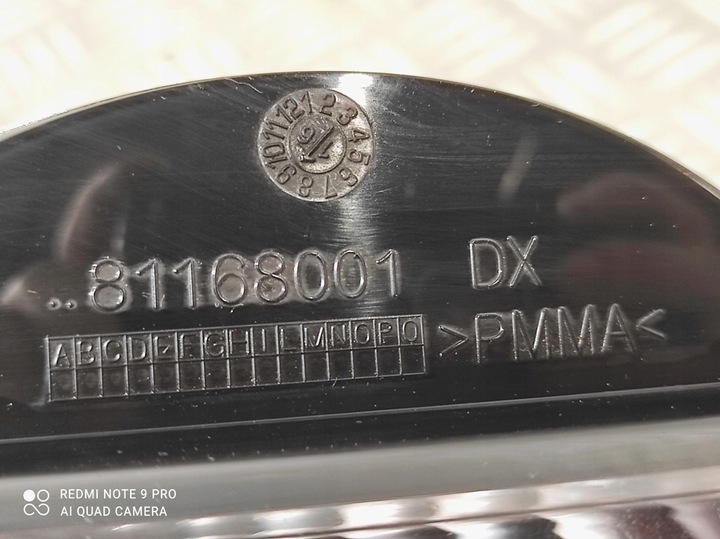 12 1 2 3 4 5 6 7 8 9 10 11
..81168001 DX
ABCDEFGHILMNOPQ >PMMA<
REDMI NOTE 9 PRO
AI QUAD CAMERA